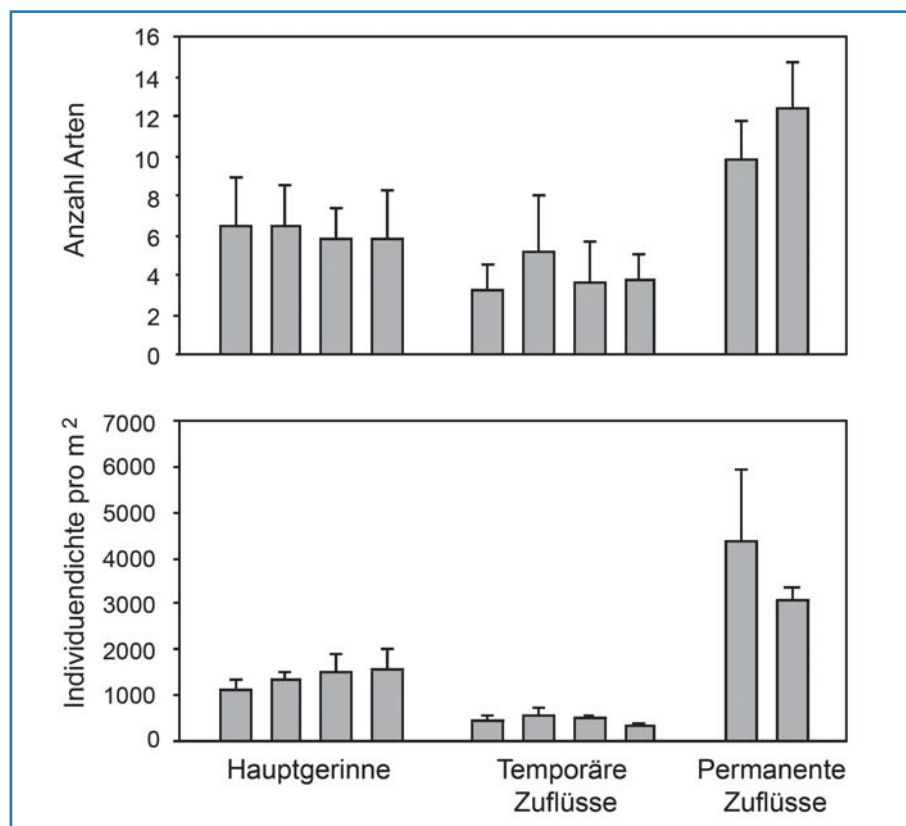 Anzahl Arten
16
14
12
10
8
6
4
2
0
Individuendichte pro m²
7000
6000
5000
4000
3000
2000
1000
0
Hauptgerinne
Temporäre
Zuflüsse
Permanente
Zuflüsse